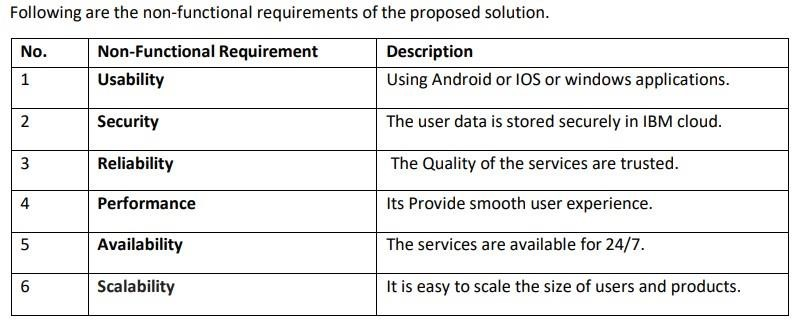 Following are the non-functional requirements of the proposed solution.
No. Non-Functional Requirement Description
1 Usability Using Android or IOS or windows applications.
2 Security The user data is stored securely in IBM cloud.
3 Reliability The Quality of the services are trusted.
4 Performance Its Provide smooth user experience.
5 Availability The services are available for 24/7.
6 Scalability It is easy to scale the size of users and products.